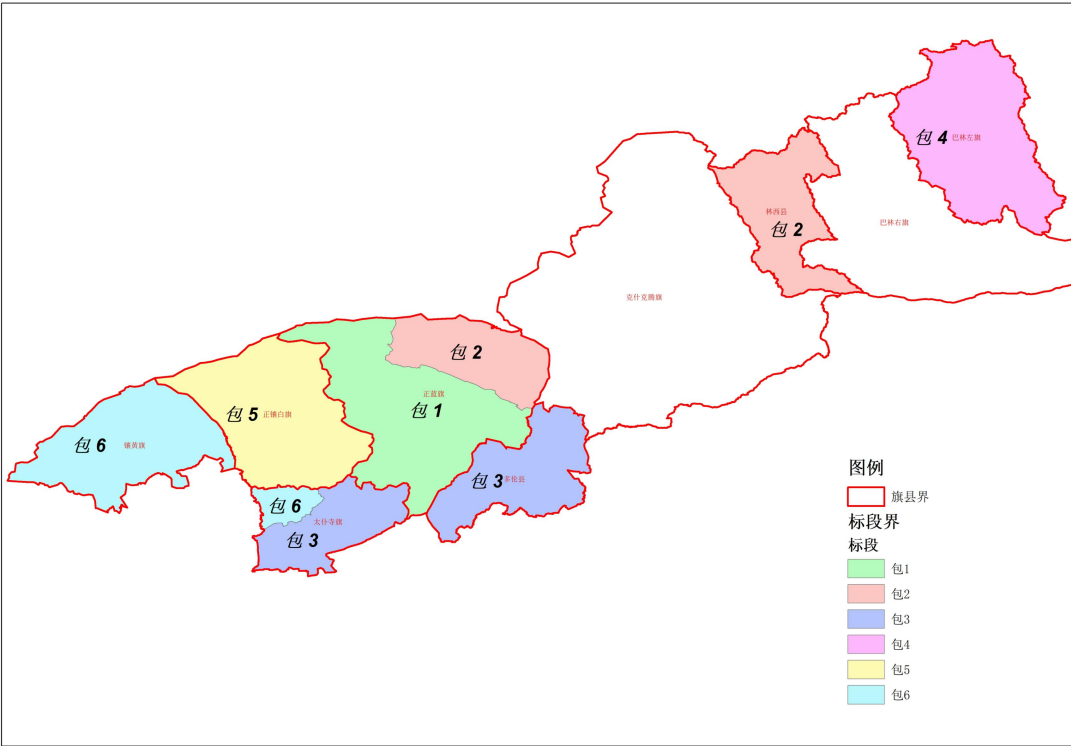 包 4 巴林左旗
林西县
巴林右旗
包 2
克什克腾旗
包 2
正蓝旗
包 1
包 5 正镶白旗
包 6 镶黄旗
包 3 多伦县
包 6
太仆寺旗
包 3
图例
旗县界
标段界
标段
包1
包2
包3
包4
包5
包6